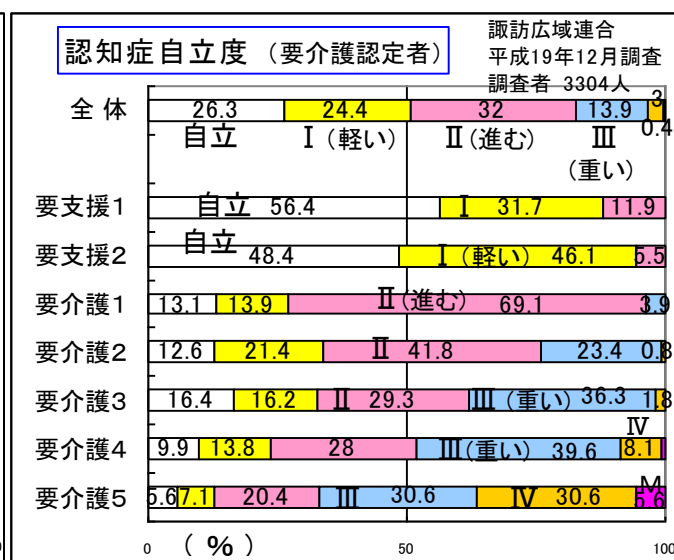 認知症自立度（要介護認定者）
諏訪広域連合
平成19年12月調査
調査者 3304人
全体 26.3 24.4 32 13.9 3 0.4
自立 Ⅰ（軽い） Ⅱ(進む) Ⅲ
(重い)
要支援1 自立 56.4 Ⅰ 31.7 11.9
要支援2 自立 48.4 Ⅰ（軽い）46.1 5.5
要介護1 13.1 13.9 Ⅱ(進む) 69.1 3.9
要介護2 12.6 21.4 Ⅱ 41.8 23.4 0.8
要介護3 16.4 16.2 Ⅱ 29.3 Ⅲ（重い）36.3 1.8
Ⅳ
要介護4 9.9 13.8 28 Ⅲ(重い) 39.6 8.1
要介護5 5.6 7.1 20.4 Ⅲ 30.6 Ⅳ 30.6 M 5.6
0 （％） 50 100